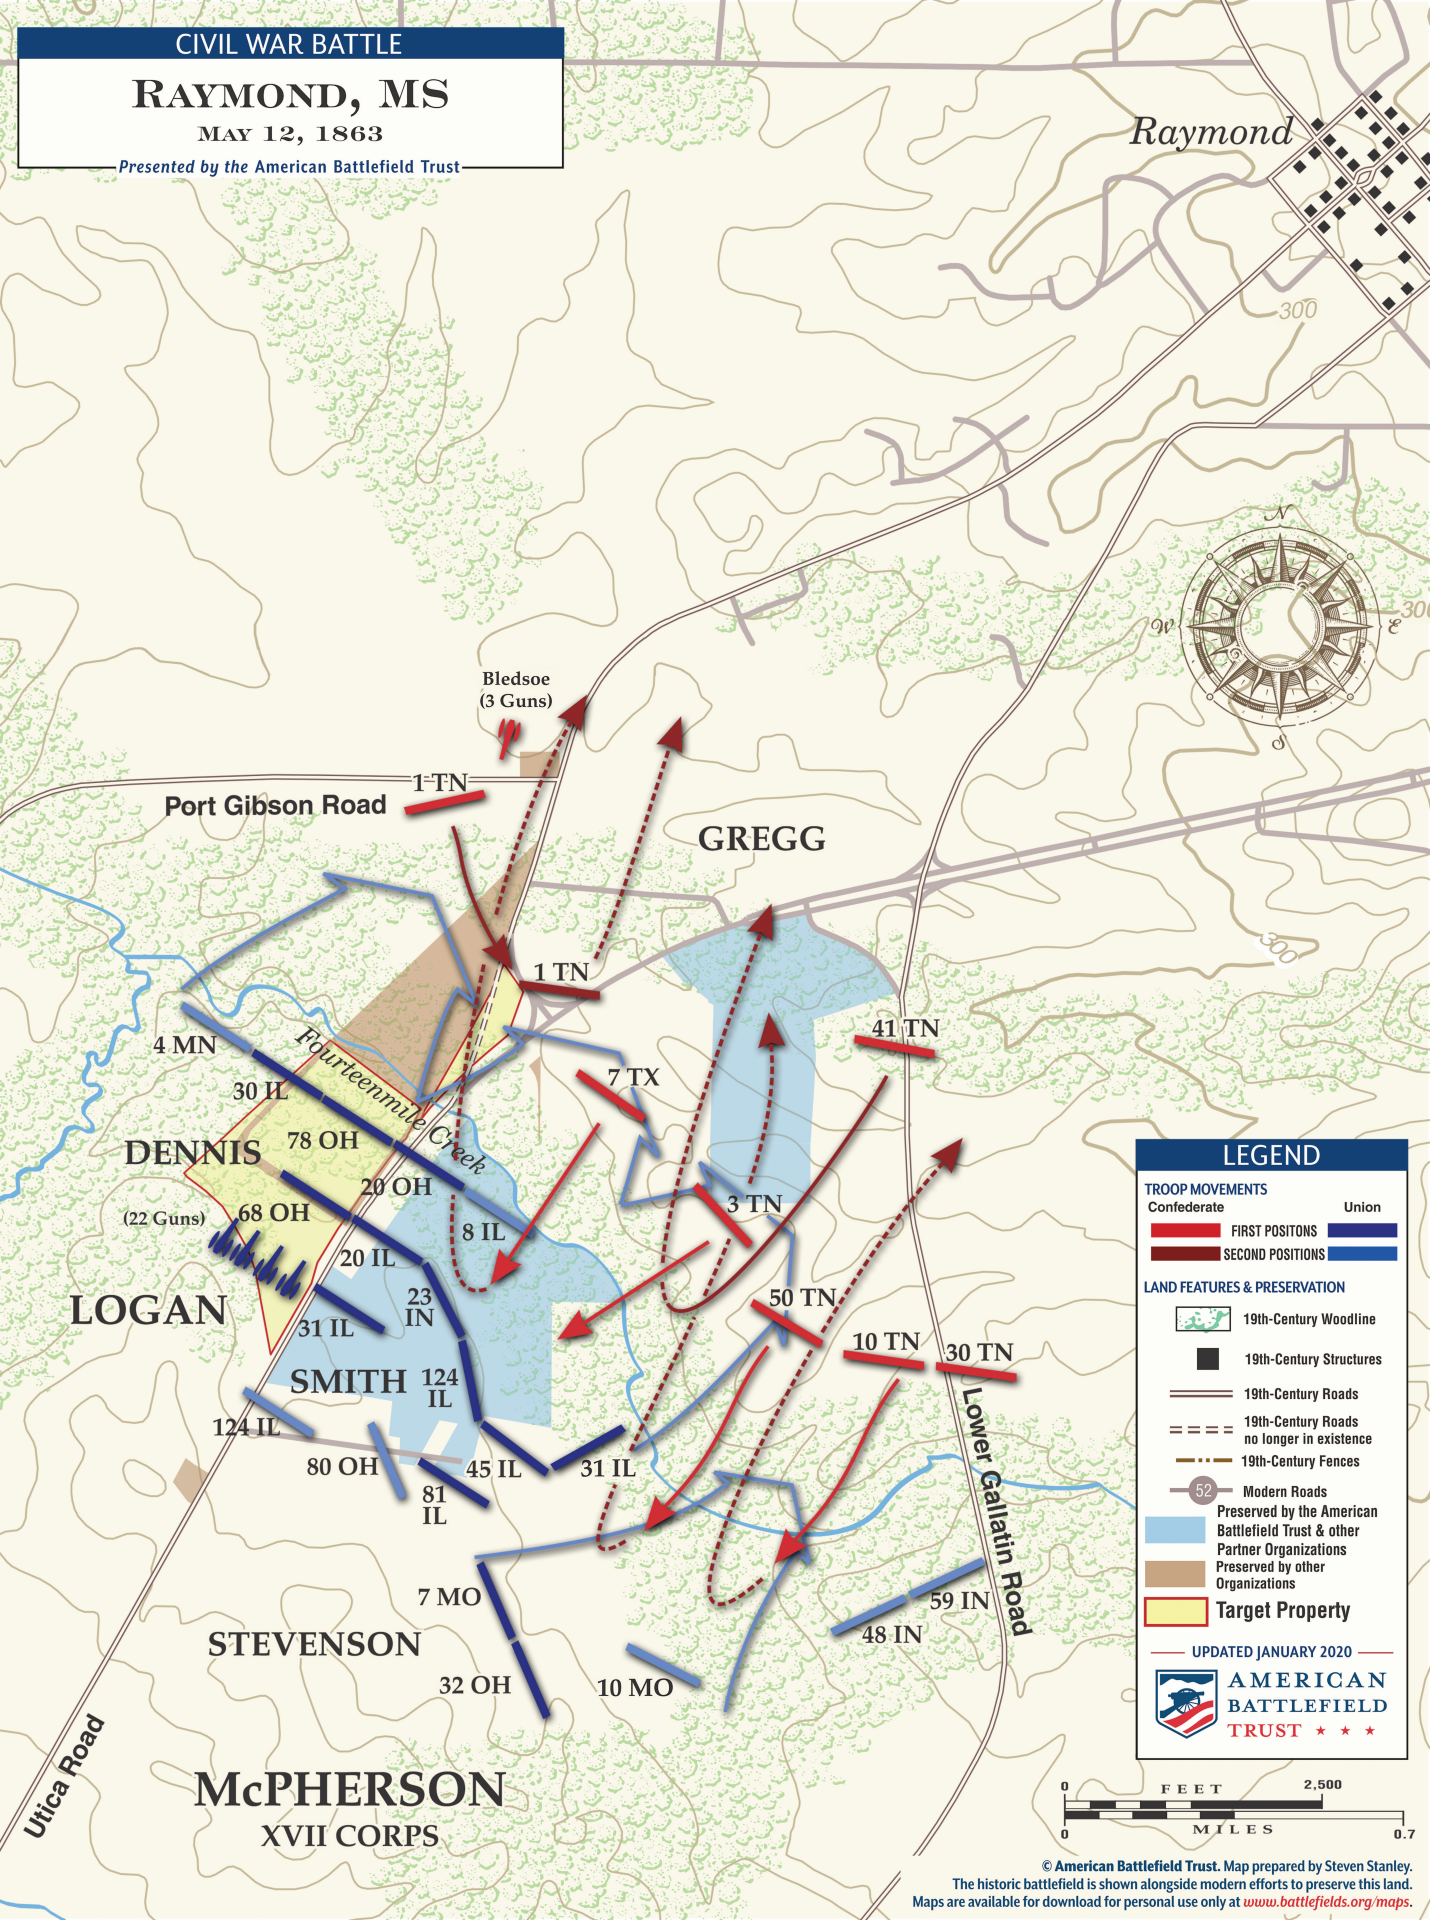 CIVIL WAR BATTLE
RAYMOND, MS
MAY 12, 1863
Presented by the American Battlefield Trust
Raymond
300
N
W
E
S
300
Bledsoe
(3 Guns)
1 TN
Port Gibson Road
GREGG
300
1 TN
41 TN
4 MN
Fourteenmile Creek
7 TX
30 IL
DENNIS
78 OH
20 OH
3 TN
(22 Guns)
68 OH
8 IL
20 IL
LOGAN
23
IN
50 TN
31 IL
10 TN
30 TN
SMITH
124
IL
124 IL
Lower Gallatin Road
80 OH
45 IL
31 IL
81
IL
7 MO
59 IN
48 IN
STEVENSON
32 OH
10 MO
Utica Road
McPHERSON
XVII CORPS
LEGEND
TROOP MOVEMENTS
Confederate
Union
FIRST POSITONS
SECOND POSITIONS
LAND FEATURES & PRESERVATION
19th-Century Woodline
19th-Century Structures
19th-Century Roads
19th-Century Roads
no longer in existence
19th-Century Fences
52
Modern Roads
Preserved by the American
Battlefield Trust & other
Partner Organizations
Preserved by other
Organizations
Target Property
UPDATED JANUARY 2020
AMERICAN
BATTLEFIELD
TRUST ★ ★ ★
0 FEET 2,500
0 MILES 0.7
© American Battlefield Trust. Map prepared by Steven Stanley.
The historic battlefield is shown alongside modern efforts to preserve this land.
Maps are available for download for personal use only at www.battlefields.org/maps.